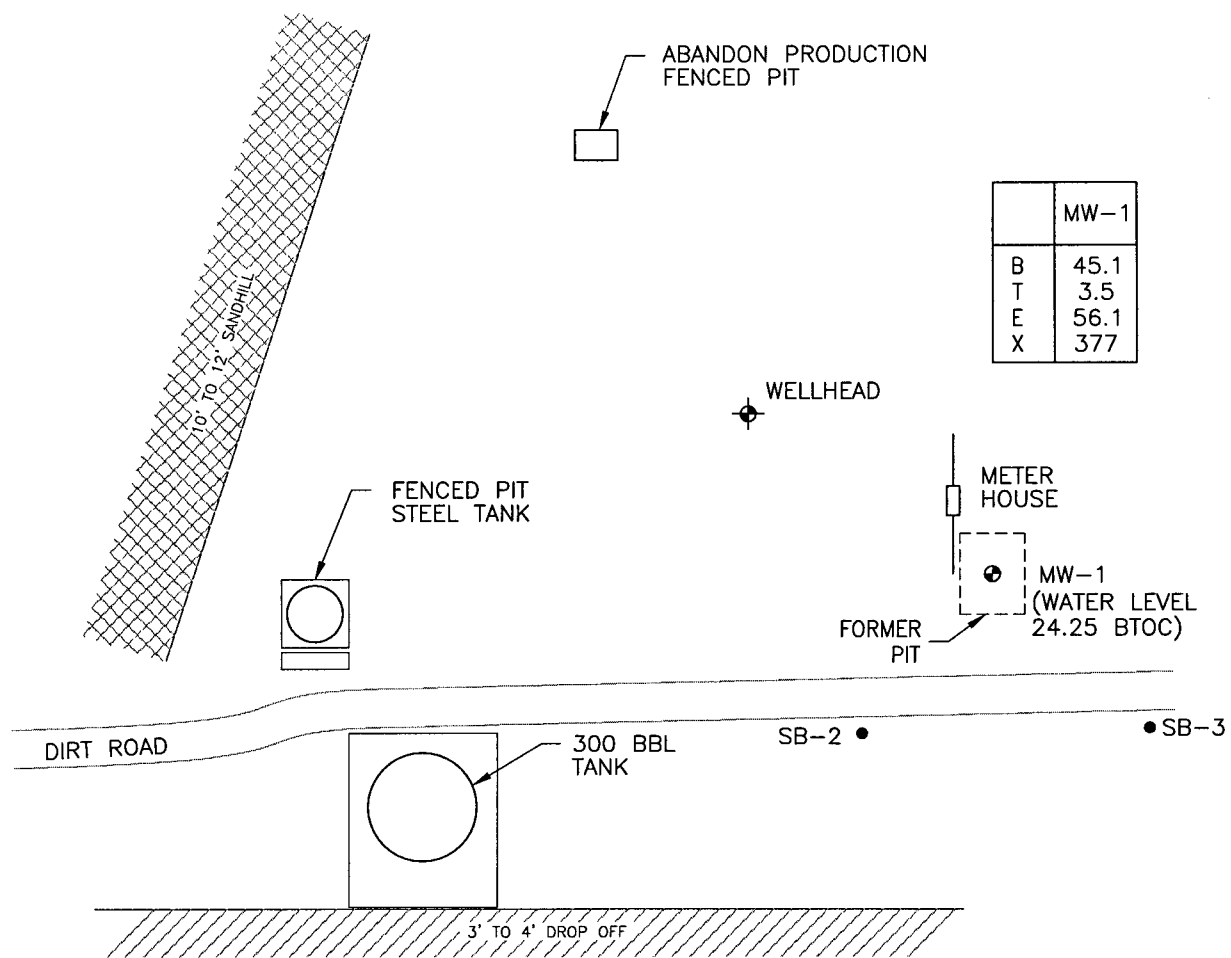 ABANDON PRODUCTION
FENCED PIT
MW-1
B 45.1
T 3.5
E 56.1
X 377
10' TO 12' SANDHILL
WELLHEAD
FENCED PIT
STEEL TANK
METER
HOUSE
MW-1
(WATER LEVEL
24.25 BTOC)
FORMER
PIT
DIRT ROAD
300 BBL
TANK
SB-2
SB-3
3' TO 4' DROP OFF